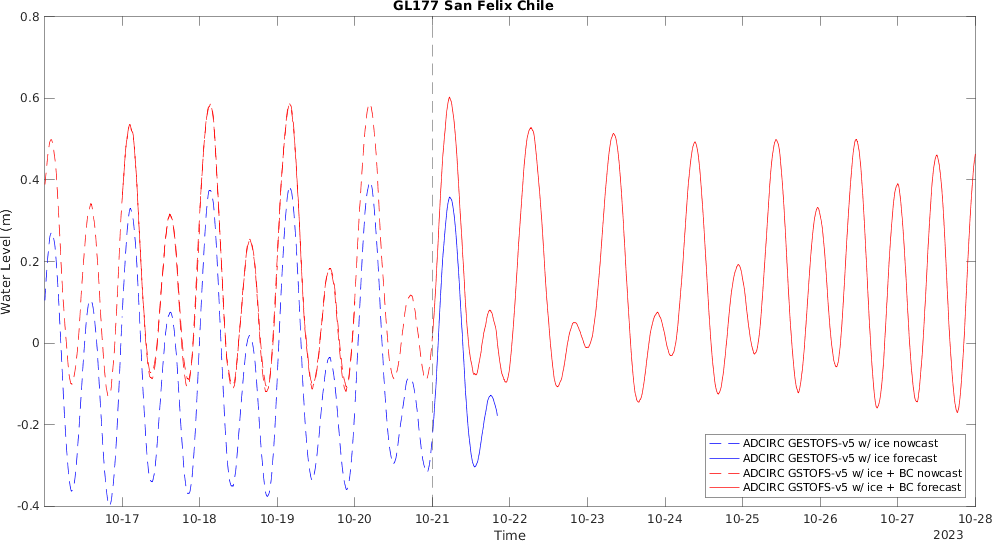 GL177 San Felix Chile
0.8
0.6
0.4
0.2
0
-0.2
-0.4
Water Level (m)
ADCIRC GESTOFS-v5 w/ ice nowcast
ADCIRC GESTOFS-v5 w/ ice forecast
ADCIRC GSTOFS-v5 w/ ice + BC nowcast
ADCIRC GSTOFS-v5 w/ ice + BC forecast
10-17 10-18 10-19 10-20 10-21 10-22 10-23 10-24 10-25 10-26 10-27 10-28
Time
2023